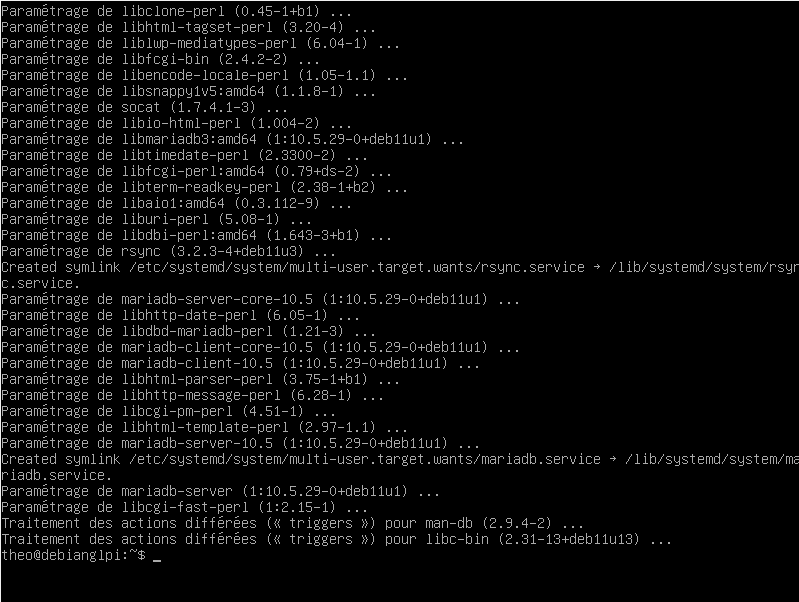 Paramétrage de libclone-perl (0.45-1+b1) ...
Paramétrage de libhtml-tagset-perl (3.20-4) ...
Paramétrage de liblwp-mediatypes-perl (6.04-1) ...
Paramétrage de libfcgi-bin (2.4.2-2) ...
Paramétrage de libencode-locale-perl (1.05-1.1) ...
Paramétrage de libsnappy1v5:amd64 (1.1.8-1) ...
Paramétrage de socat (1.7.4.1-3) ...
Paramétrage de libio-html-perl (1.004-2) ...
Paramétrage de libmariadb3:amd64 (1:10.5.29-0+deb11u1) ...
Paramétrage de libtimedate-perl (2.3300-2) ...
Paramétrage de libfcgi-perl:amd64 (0.79+ds-2) ...
Paramétrage de libterm-readkey-perl (2.38-1+b2) ...
Paramétrage de libaio1:amd64 (0.3.112-9) ...
Paramétrage de liburi-perl (5.08-1) ...
Paramétrage de libdbi-perl:amd64 (1.643-3+b1) ...
Paramétrage de rsync (3.2.3-4+deb11u3) ...
Created symlink /etc/systemd/system/multi-user.target.wants/rsync.service → /lib/systemd/system/rsyn
c.service.
Paramétrage de mariadb-server-core-10.5 (1:10.5.29-0+deb11u1) ...
Paramétrage de libhttp-date-perl (6.05-1) ...
Paramétrage de libdbd-mariadb-perl (1.21-3) ...
Paramétrage de mariadb-client-core-10.5 (1:10.5.29-0+deb11u1) ...
Paramétrage de mariadb-client-10.5 (1:10.5.29-0+deb11u1) ...
Paramétrage de libhtml-parser-perl (3.75-1+b1) ...
Paramétrage de libhttp-message-perl (6.28-1) ...
Paramétrage de libcgi-pm-perl (4.51-1) ...
Paramétrage de libhtml-template-perl (2.97-1.1) ...
Paramétrage de mariadb-server-10.5 (1:10.5.29-0+deb11u1) ...
Created symlink /etc/systemd/system/multi-user.target.wants/mariadb.service → /lib/systemd/system/ma
riadb.service.
Paramétrage de mariadb-server (1:10.5.29-0+deb11u1) ...
Paramétrage de libcgi-fast-perl (1:2.15-1) ...
Traitement des actions différées (« triggers ») pour man-db (2.9.4-2) ...
Traitement des actions différées (« triggers ») pour libc-bin (2.31-13+deb11u13) ...
theo@debianglpi:~$ _